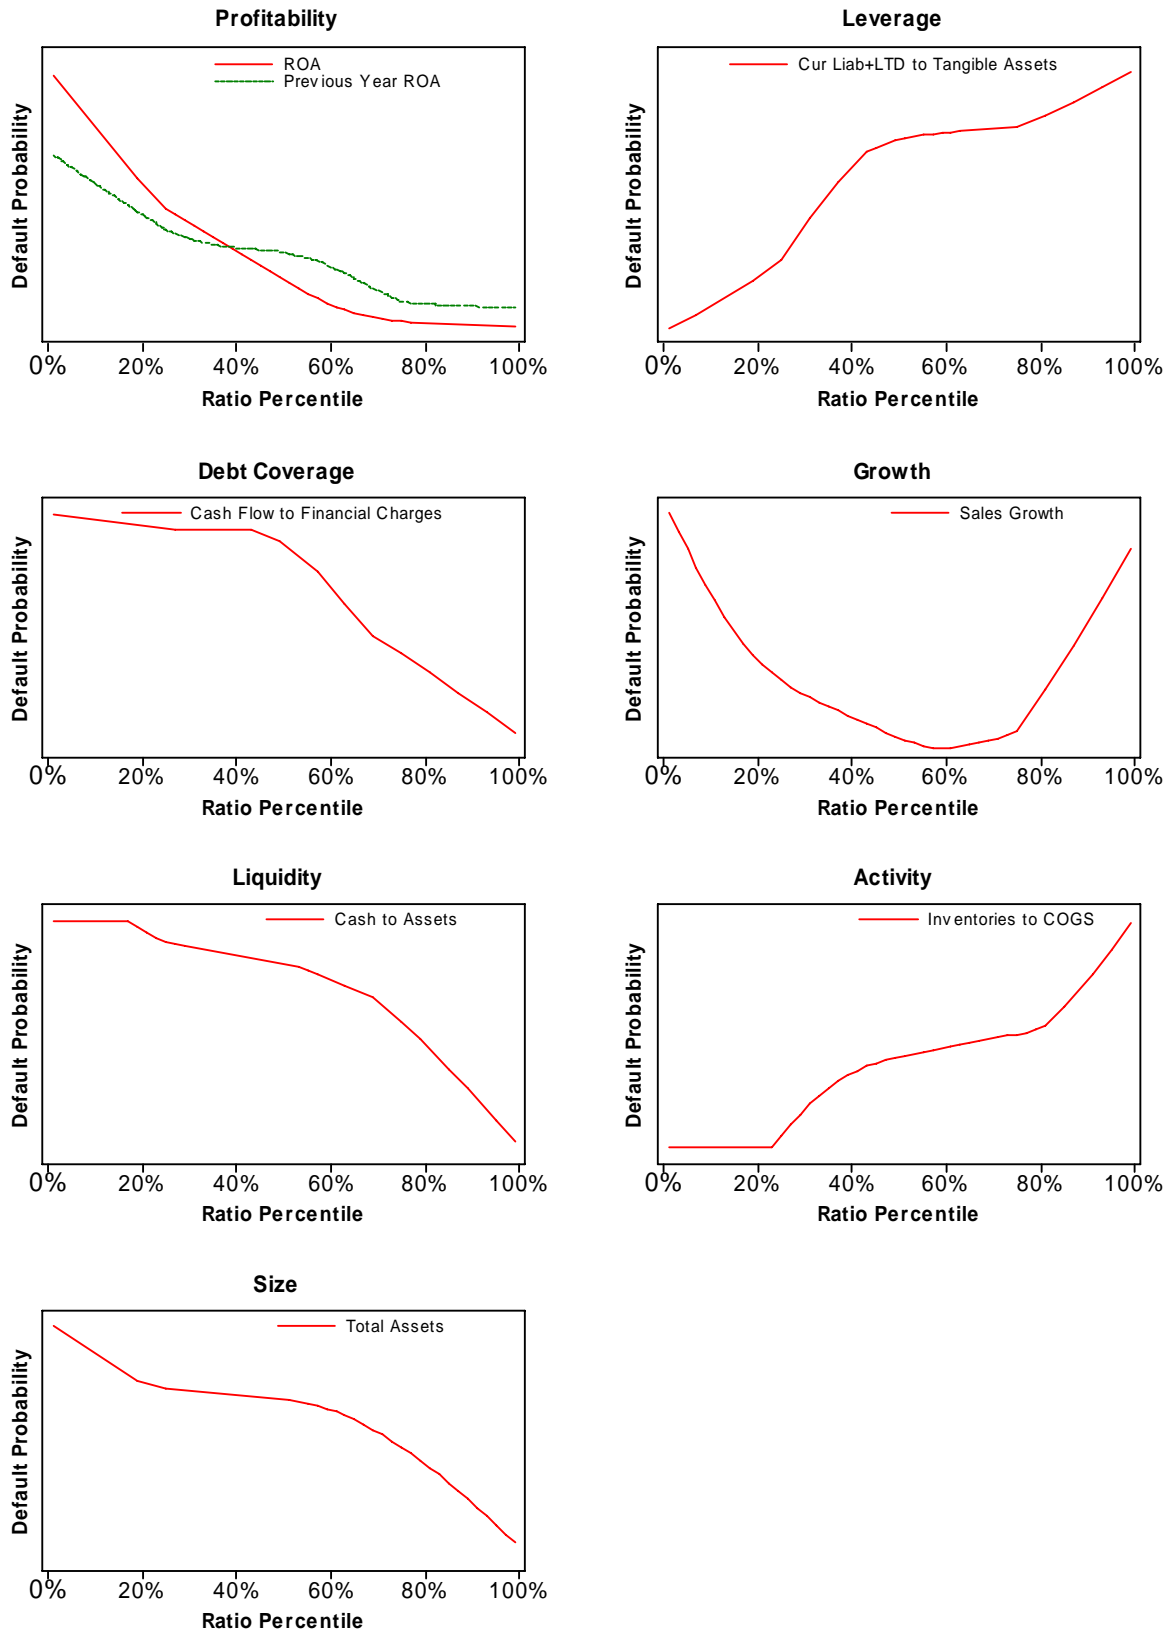 Profitability
ROA
Previous Year ROA
Default Probability
0% 20% 40% 60% 80% 100%
Ratio Percentile
Leverage
Cur Liab+LTD to Tangible Assets
Default Probability
0% 20% 40% 60% 80% 100%
Ratio Percentile
Debt Coverage
Cash Flow to Financial Charges
Default Probability
0% 20% 40% 60% 80% 100%
Ratio Percentile
Growth
Sales Growth
Default Probability
0% 20% 40% 60% 80% 100%
Ratio Percentile
Liquidity
Cash to Assets
Default Probability
0% 20% 40% 60% 80% 100%
Ratio Percentile
Activity
Inventories to COGS
Default Probability
0% 20% 40% 60% 80% 100%
Ratio Percentile
Size
Total Assets
Default Probability
0% 20% 40% 60% 80% 100%
Ratio Percentile